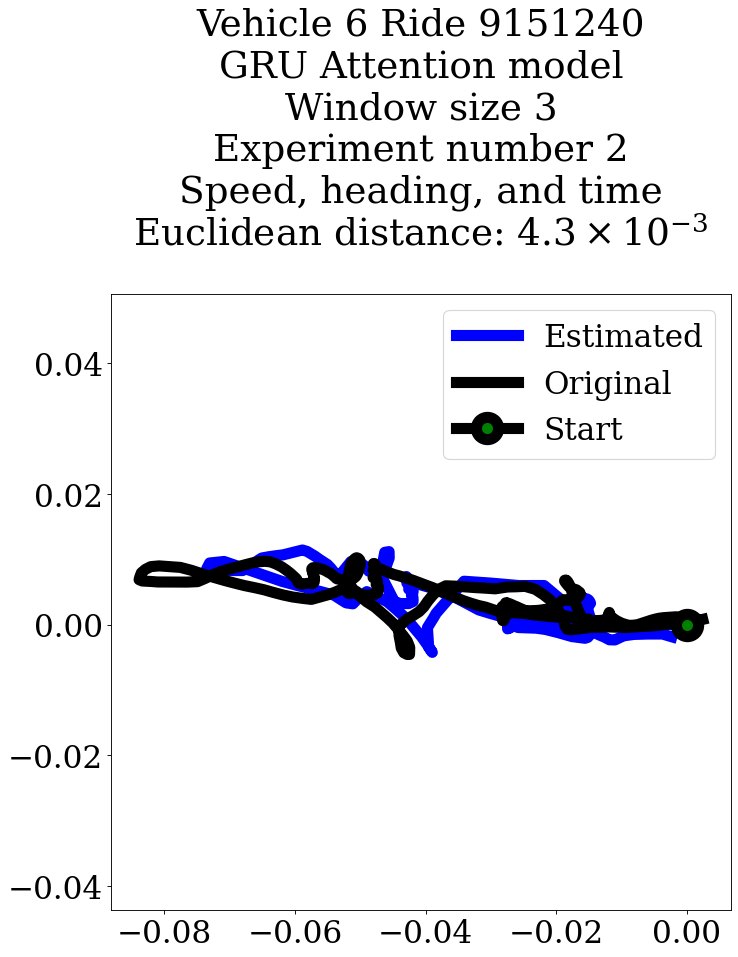 Vehicle 6 Ride 9151240
GRU Attention model
Window size 3
Experiment number 2
Speed, heading, and time
Euclidean distance: 4.3 × 10⁻³
Estimated
Original
Start
0.04
0.02
0.00
−0.02
−0.04
−0.08 −0.06 −0.04 −0.02 0.00